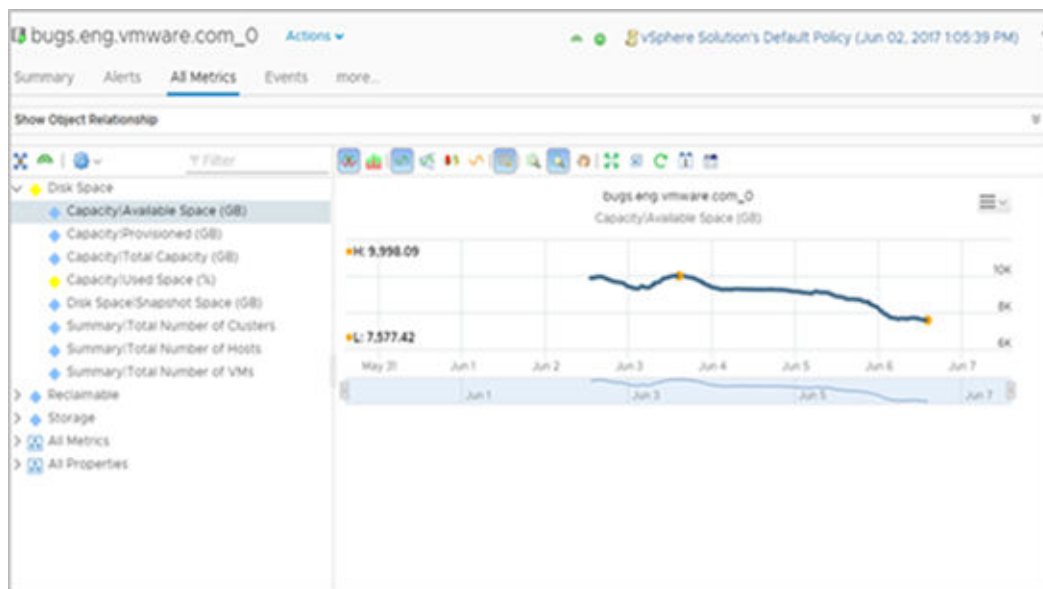 bugs.eng.vmware.com_0 Actions
vSphere Solution's Default Policy (Jun 02, 2017 1:05:39 PM)
Summary Alerts All Metrics Events more...
Show Object Relationship
Filter
Disk Space
Capacity|Available Space (GB)
Capacity|Provisioned (GB)
Capacity|Total Capacity (GB)
Capacity|Used Space (%)
Disk Space|Snapshot Space (GB)
Summary|Total Number of Clusters
Summary|Total Number of Hosts
Summary|Total Number of VMs
Reclaimable
Storage
All Metrics
All Properties
bugs.eng.vmware.com_0
Capacity|Available Space (GB)
H: 9,998.09
10K
8K
L: 7,577.42
6K
May 31 Jun 1 Jun 2 Jun 3 Jun 4 Jun 5 Jun 6 Jun 7
Jun 1 Jun 3 Jun 5 Jun 7